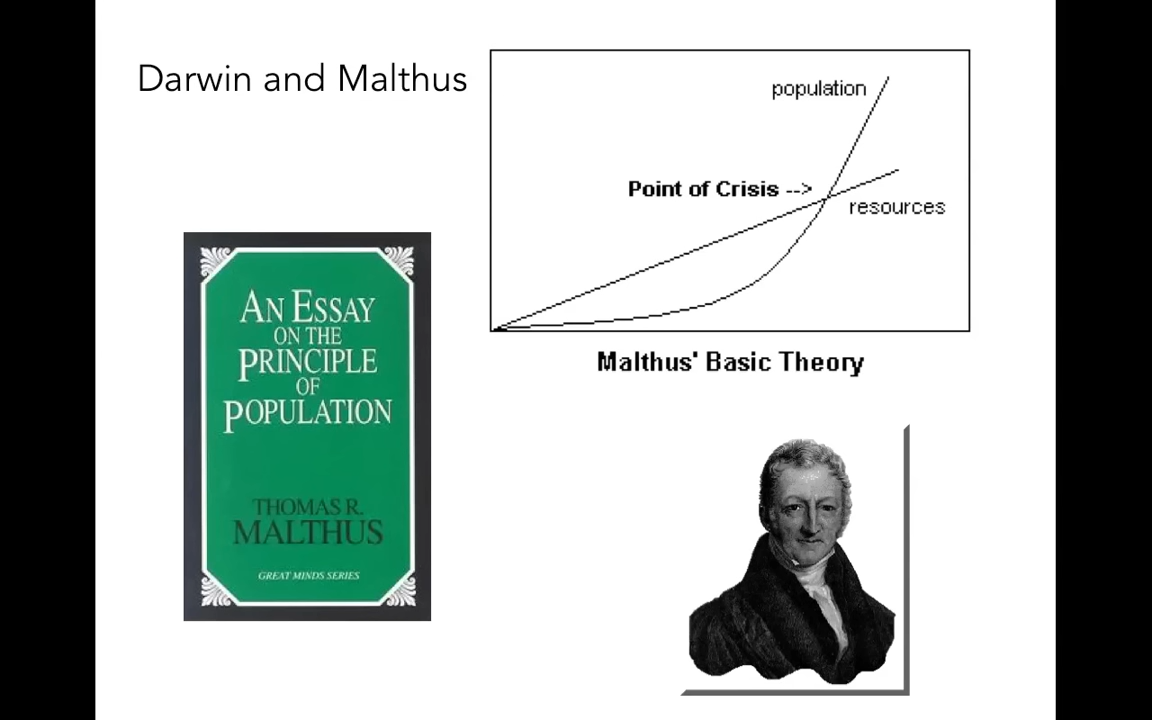 Darwin and Malthus
population
Point of Crisis -->
resources
Malthus' Basic Theory
AN ESSAY
ON THE
PRINCIPLE
OF
POPULATION
THOMAS R.
MALTHUS
GREAT MINDS SERIES